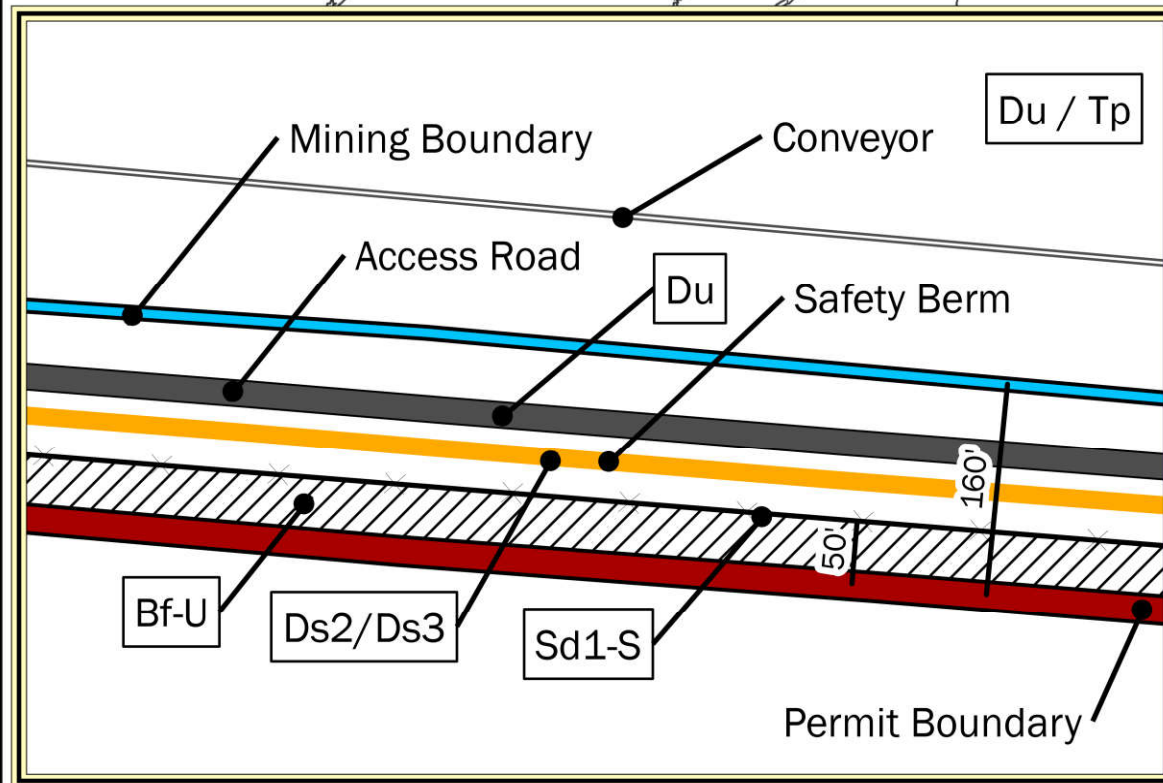 Du / Tp
Mining Boundary
Conveyor
Access Road
Du
Safety Berm
160'
50'
Bf-U
Ds2/Ds3
Sd1-S
Permit Boundary